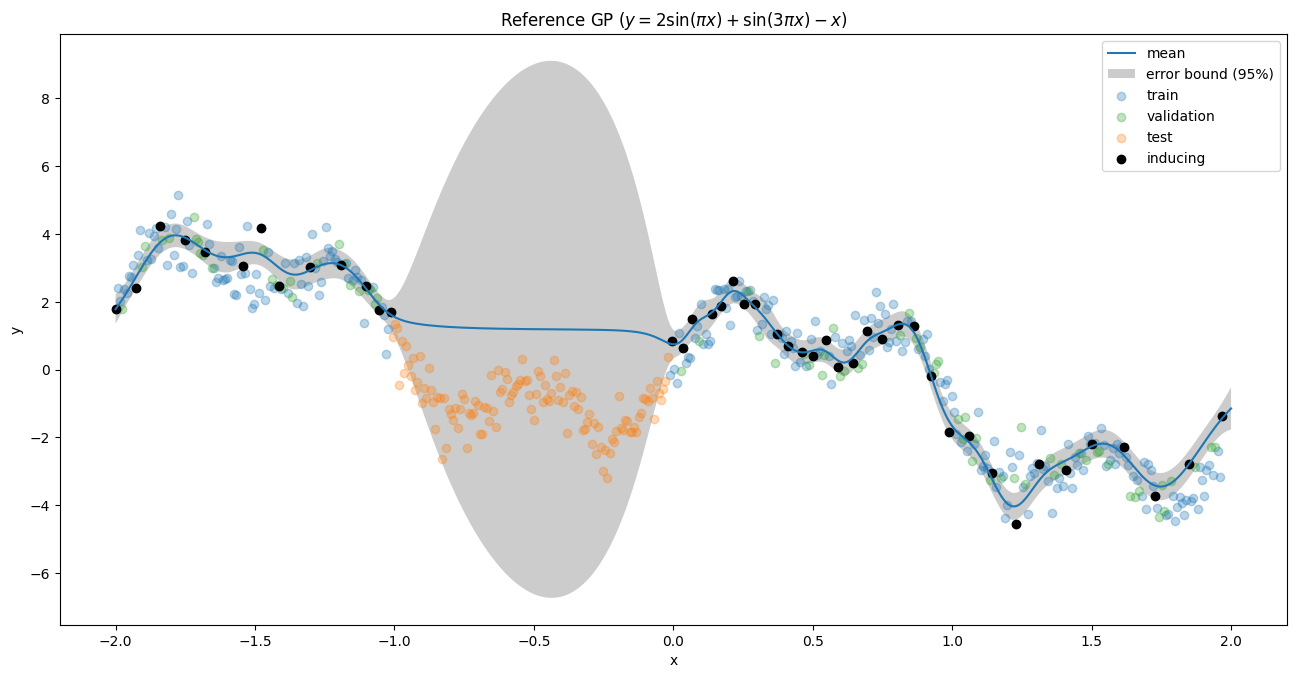 Reference GP (y = 2sin(πx) + sin(3πx) − x)
mean
error bound (95%)
train
validation
test
inducing
8
6
4
2
0
−2
−4
−6
y
−2.0 −1.5 −1.0 −0.5 0.0 0.5 1.0 1.5 2.0
x